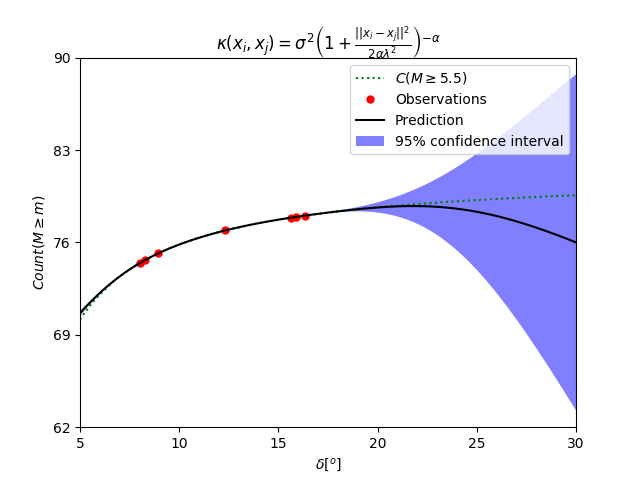 κ(x_i, x_j) = σ²(1 + ||x_i − x_j||² / 2αλ²)^−α
90
83
76
69
62
Count(M ≥ m)
C(M ≥ 5.5)
Observations
Prediction
95% confidence interval
5 10 15 20 25 30
δ[°]